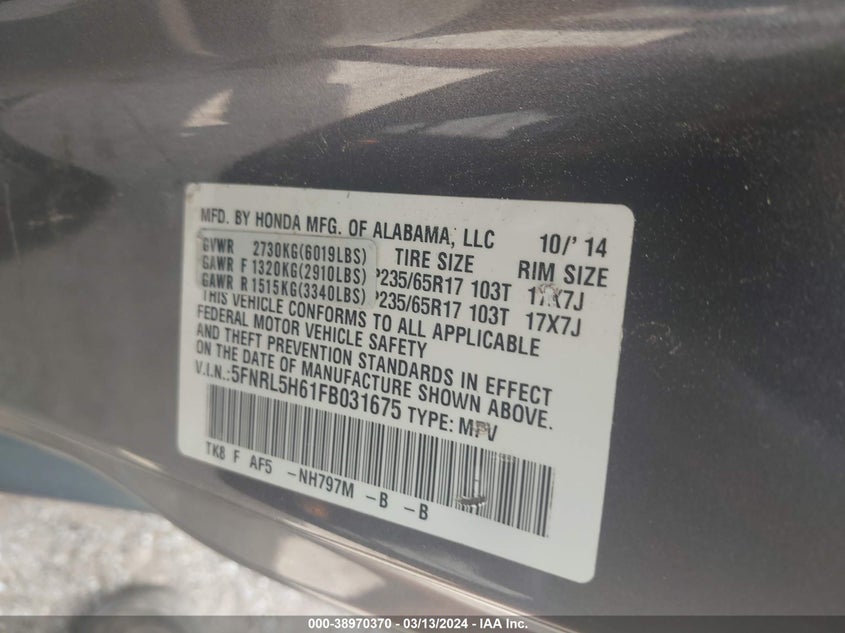 MFD. BY HONDA MFG. OF ALABAMA, LLC 10/' 14
GVWR 2730KG(6019LBS) TIRE SIZE RIM SIZE
GAWR F 1320KG(2910LBS) P235/65R17 103T 17X7J
GAWR R 1515KG(3340LBS) P235/65R17 103T 17X7J
THIS VEHICLE CONFORMS TO ALL APPLICABLE
FEDERAL MOTOR VEHICLE SAFETY
AND THEFT PREVENTION STANDARDS IN EFFECT
ON THE DATE OF MANUFACTURE SHOWN ABOVE.
V.I.N.:5FNRL5H61FB031675 TYPE: MPV
TK8 F AF5 -NH797M -B -B
000-38970370 - 03/13/2024 - IAA Inc.